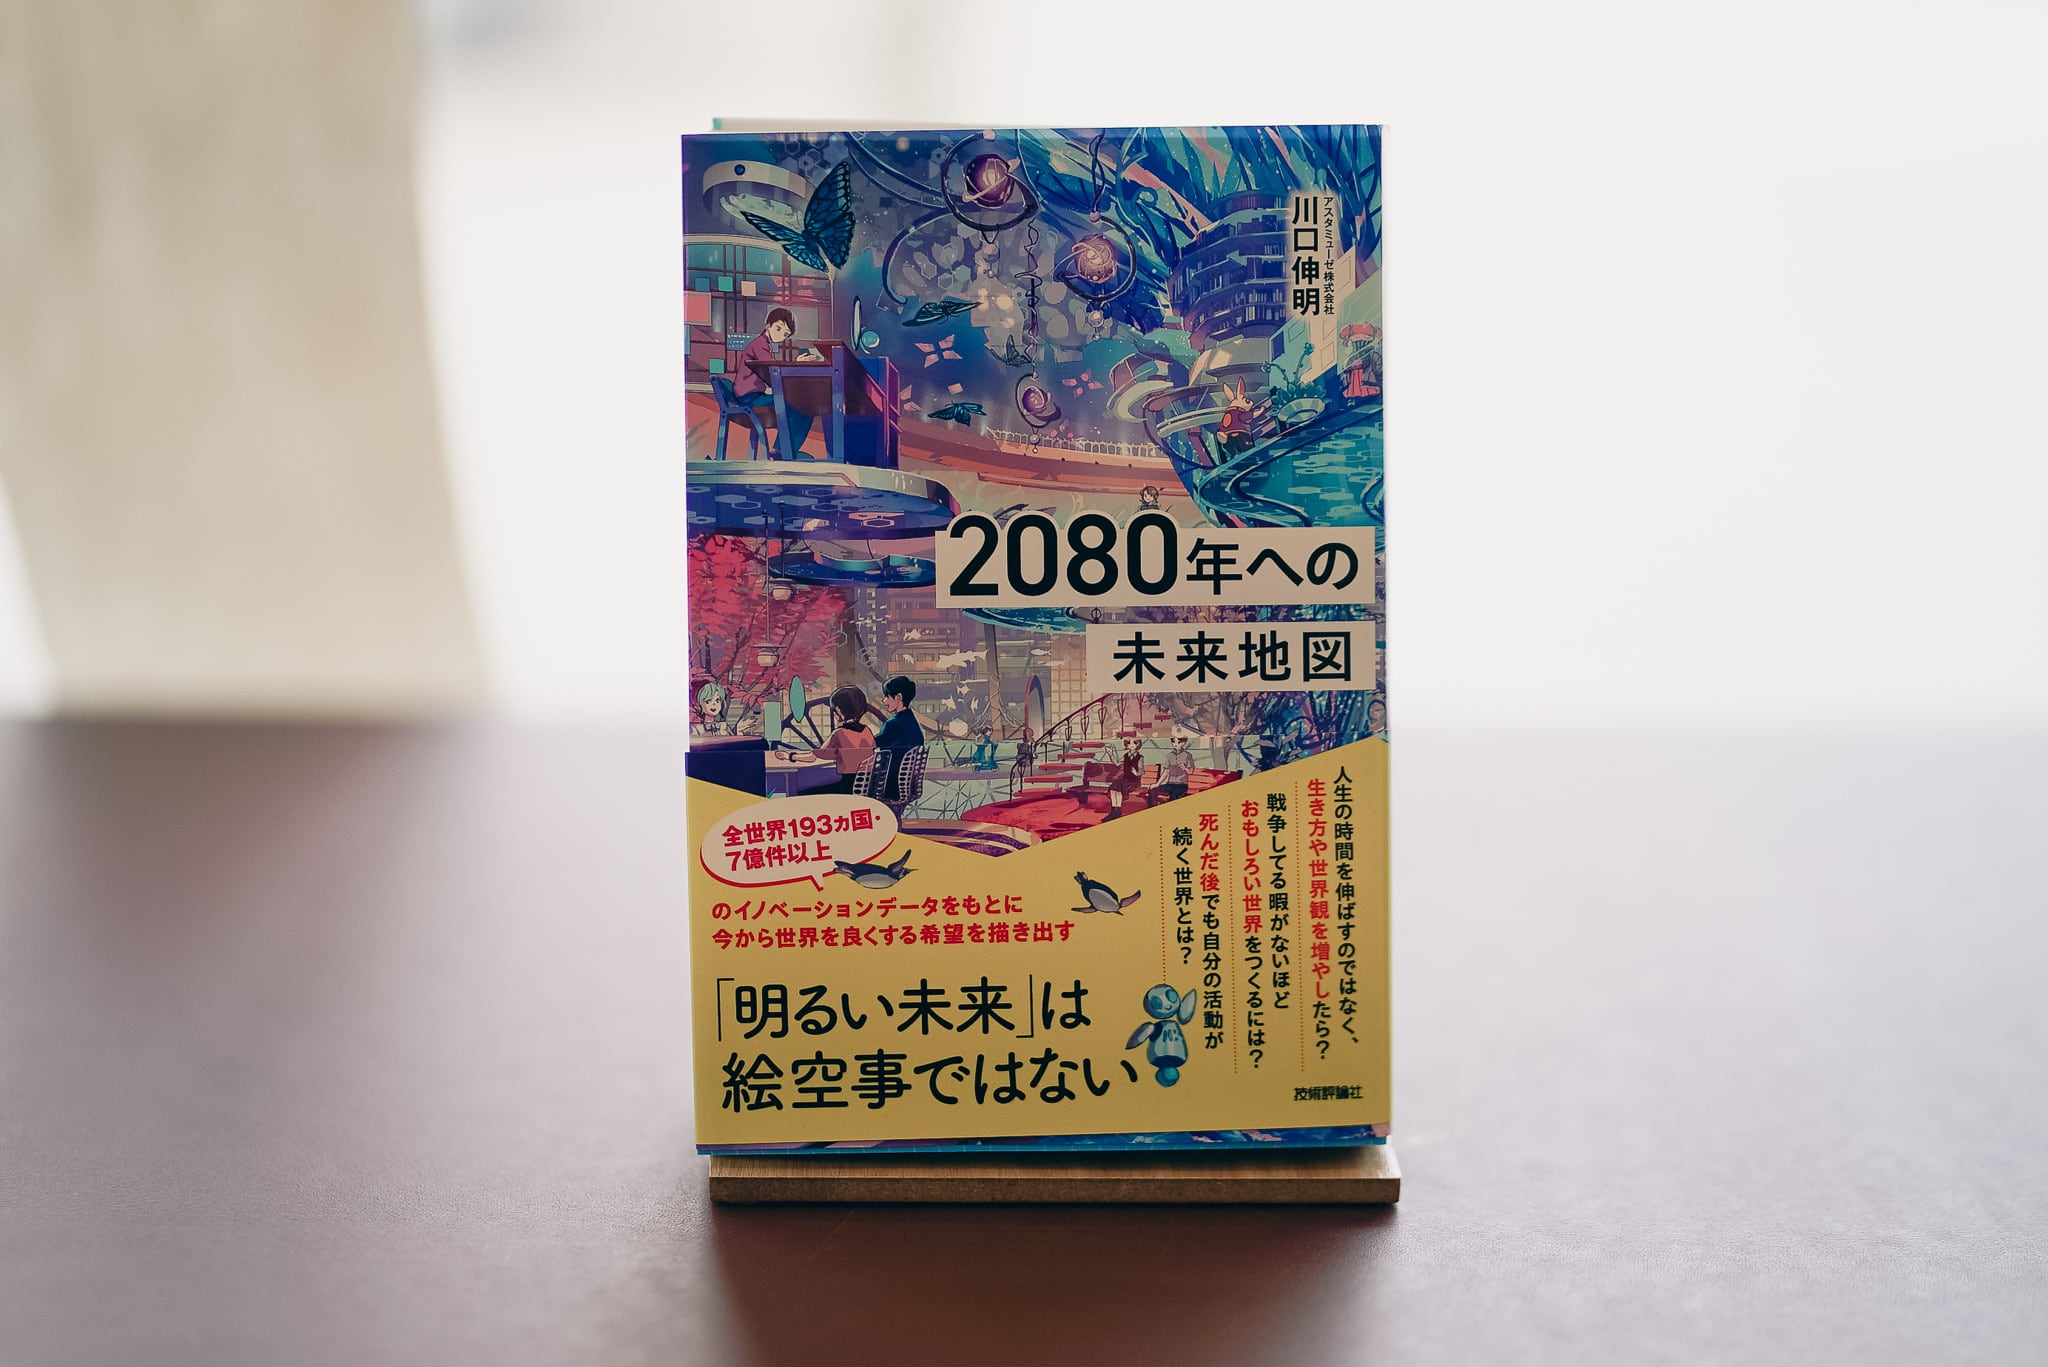 アスタミューゼ株式会社
川口伸明
2080年への
未来地図
人生の時間を伸ばすのではなく、
生き方や世界観を増やしたら？
戦争してる暇がないほど
おもしろい世界をつくるには？
死んだ後でも自分の活動が
続く世界とは？
全世界193ヵ国・
7億件以上
のイノベーションデータをもとに
今から世界を良くする希望を描き出す
「明るい未来」は
絵空事ではない
技術評論社